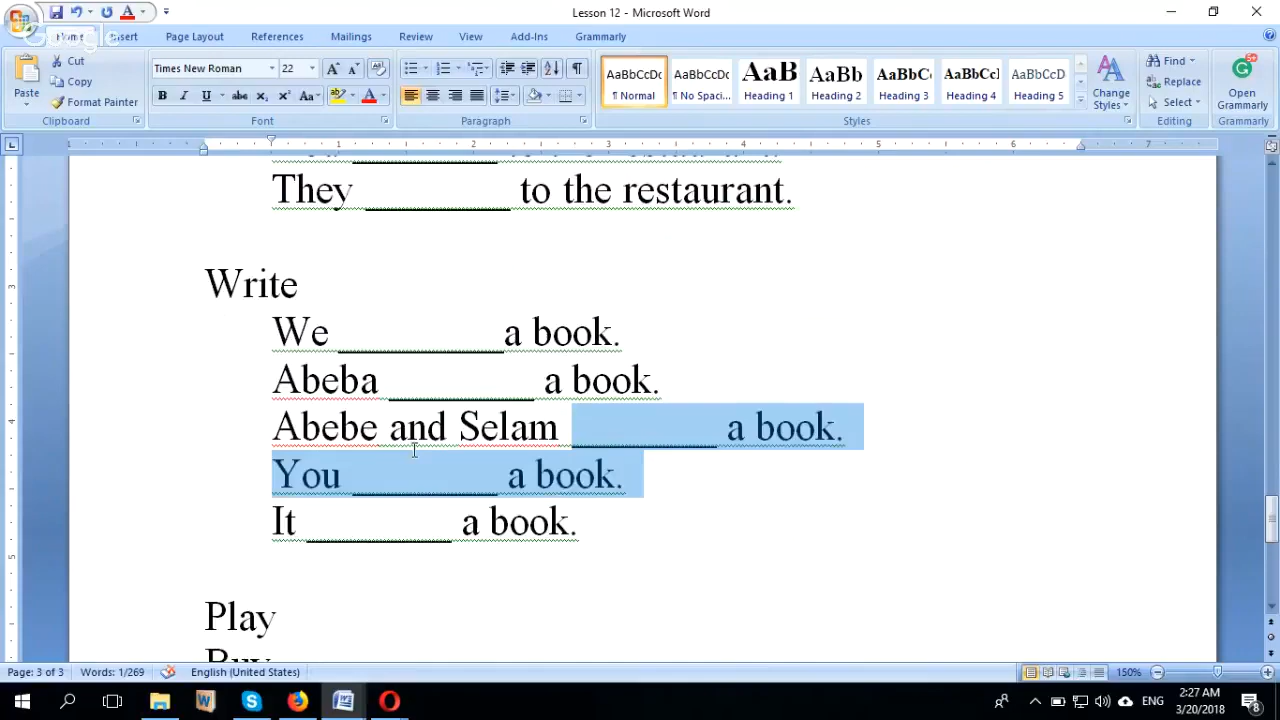 Lesson 12 - Microsoft Word
Home Insert Page Layout References Mailings Review View Add-Ins Grammarly
Paste
Cut
Copy
Format Painter
Clipboard
Times New Roman 22
Font
Paragraph
AaBbCcDc AaBbCcDc AaB AaBb AaBbC AaBbCcI AaBbCcD
¶ Normal ¶ No Spaci... Heading 1 Heading 2 Heading 3 Heading 4 Heading 5
Change Styles
Styles
Find
Replace
Select
Editing
Open Grammarly
Grammarly
They ________ to the restaurant.
Write
We ________ a book.
Abeba ________ a book.
Abebe and Selam ________ a book.
You ________ a book.
It ________ a book.
Play
Buy
Page: 3 of 3 Words: 1/269 English (United States) 150%
ENG 2:27 AM
3/20/2018